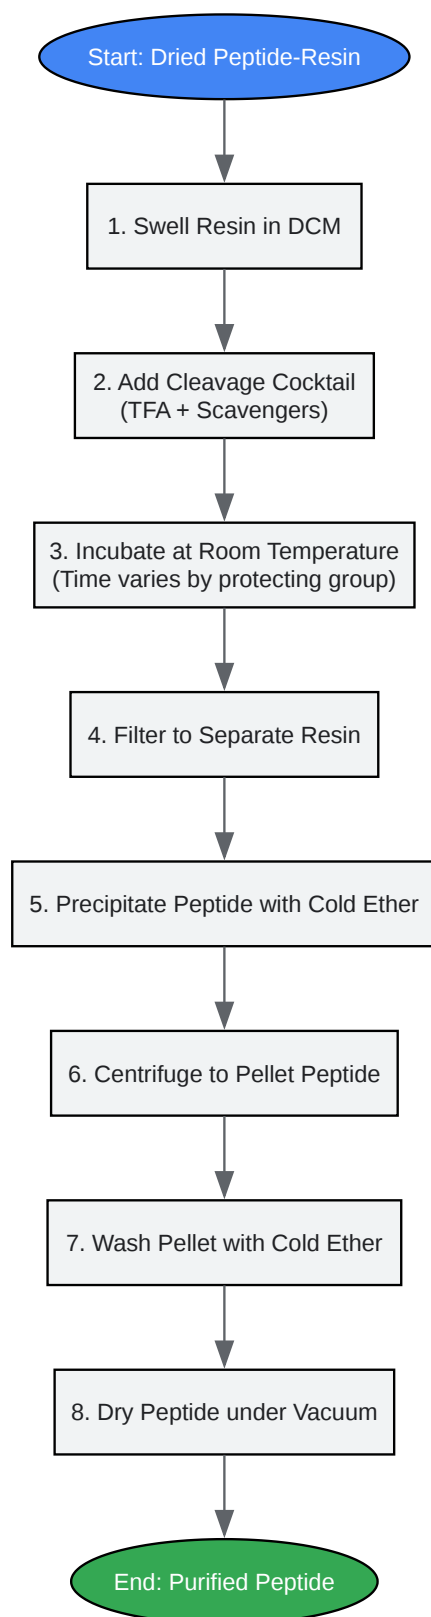 Start: Dried Peptide-Resin
1. Swell Resin in DCM
2. Add Cleavage Cocktail
(TFA + Scavengers)
3. Incubate at Room Temperature
(Time varies by protecting group)
4. Filter to Separate Resin
5. Precipitate Peptide with Cold Ether
6. Centrifuge to Pellet Peptide
7. Wash Pellet with Cold Ether
8. Dry Peptide under Vacuum
End: Purified Peptide